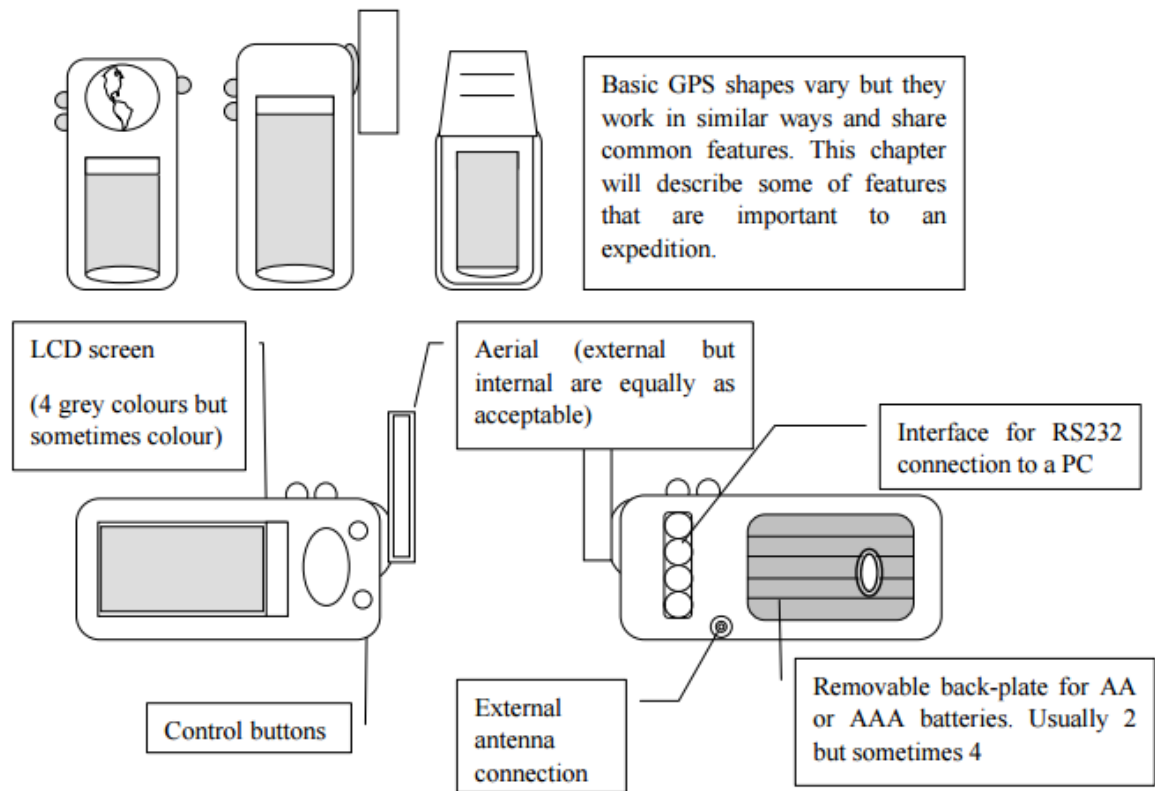 Basic GPS shapes vary but they
work in similar ways and share
common features. This chapter
will describe some of features
that are important to an
expedition.
LCD screen
(4 grey colours but
sometimes colour)
Aerial (external but
internal are equally as
acceptable)
Interface for RS232
connection to a PC
Control buttons
External
antenna
connection
Removable back-plate for AA
or AAA batteries. Usually 2
but sometimes 4